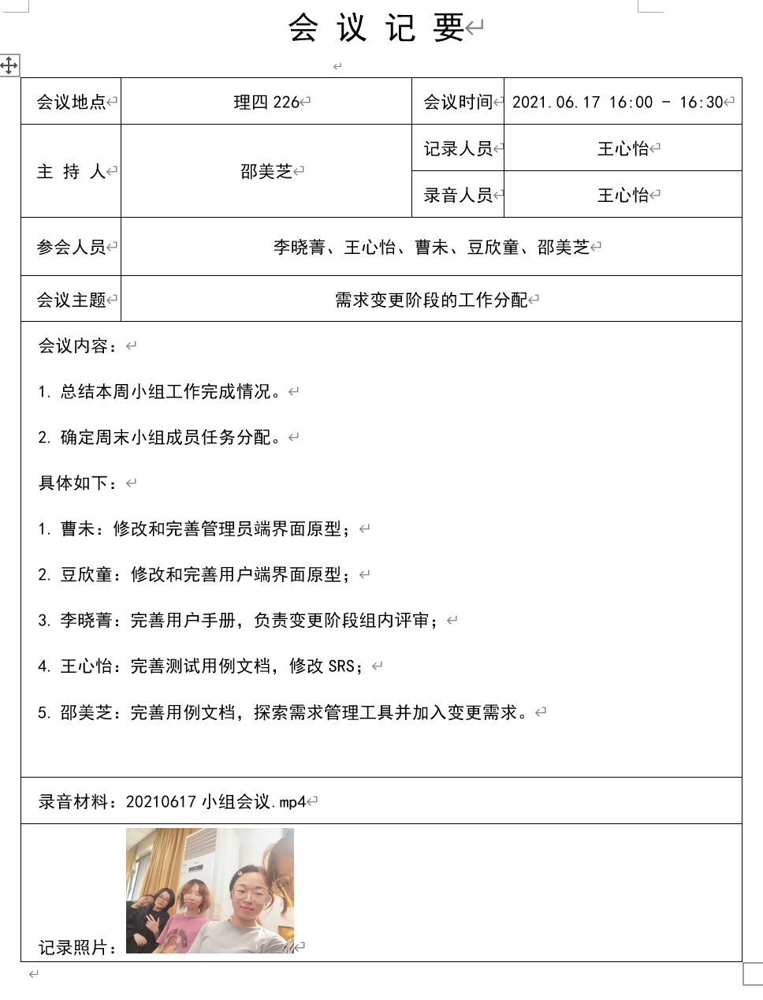 会 议 记 要
会议地点 理四 226 会议时间 2021.06.17 16:00 - 16:30
主 持 人 邵美芝 记录人员 王心怡
录音人员 王心怡
参会人员 李晓菁、王心怡、曹未、豆欣童、邵美芝
会议主题 需求变更阶段的工作分配
会议内容：
1. 总结本周小组工作完成情况。
2. 确定周末小组成员任务分配。
具体如下：
1. 曹未：修改和完善管理员端界面原型；
2. 豆欣童：修改和完善用户端界面原型；
3. 李晓菁：完善用户手册，负责变更阶段组内评审；
4. 王心怡：完善测试用例文档，修改 SRS；
5. 邵美芝：完善用例文档，探索需求管理工具并加入变更需求。
录音材料：20210617 小组会议.mp4
记录照片：